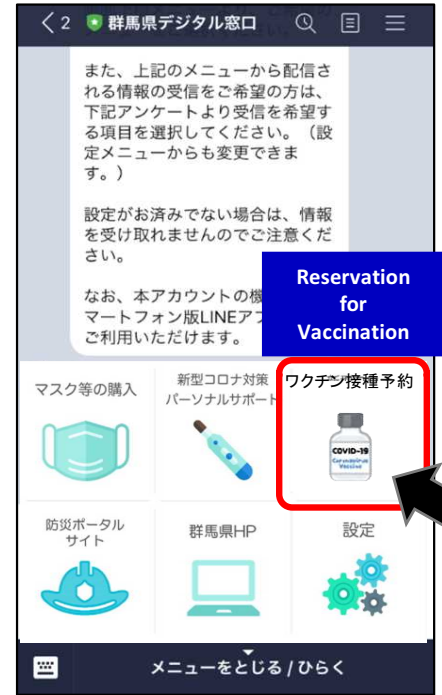 2 群馬県デジタル窓口
また、上記のメニューから配信さ
れる情報の受信をご希望の方は、
下記アンケートより受信を希望す
る項目を選択してください。（設
定メニューからも変更できま
す。）
設定がお済みでない場合は、情報
を受け取れませんのでご注意くだ
さい。
なお、本アカウントの機
マートフォン版LINEア
ご利用いただけます。
Reservation
for
Vaccination
マスク等の購入
新型コロナ対策
パーソナルサポート
ワクチン接種予約
COVID-19
Coronavirus
Vaccine
防災ポータル
サイト
群馬県HP
設定
メニューをとじる / ひらく